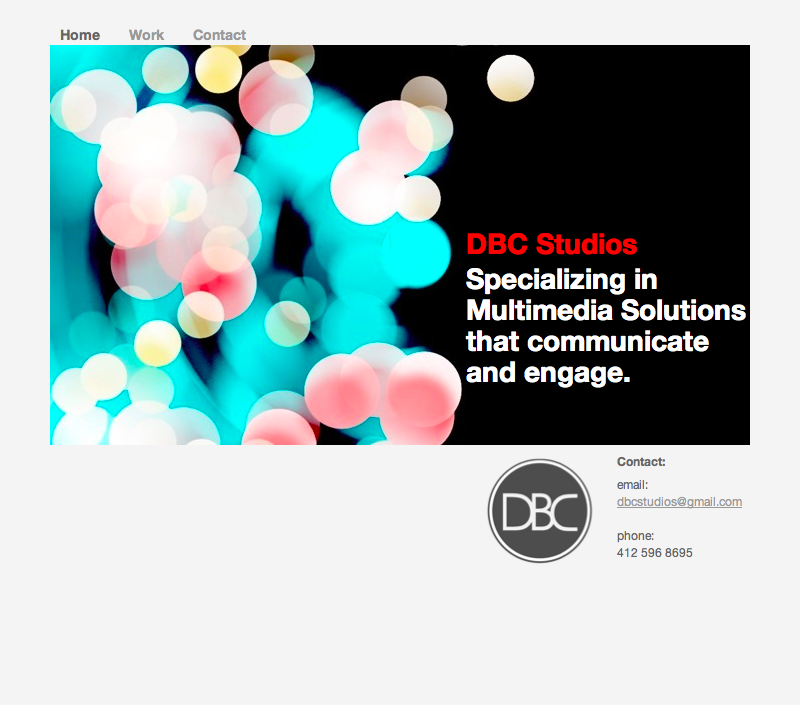 Home Work Contact
DBC Studios
Specializing in
Multimedia Solutions
that communicate
and engage.
DBC
Contact:
email:
dbcstudios@gmail.com
phone:
412 596 8695